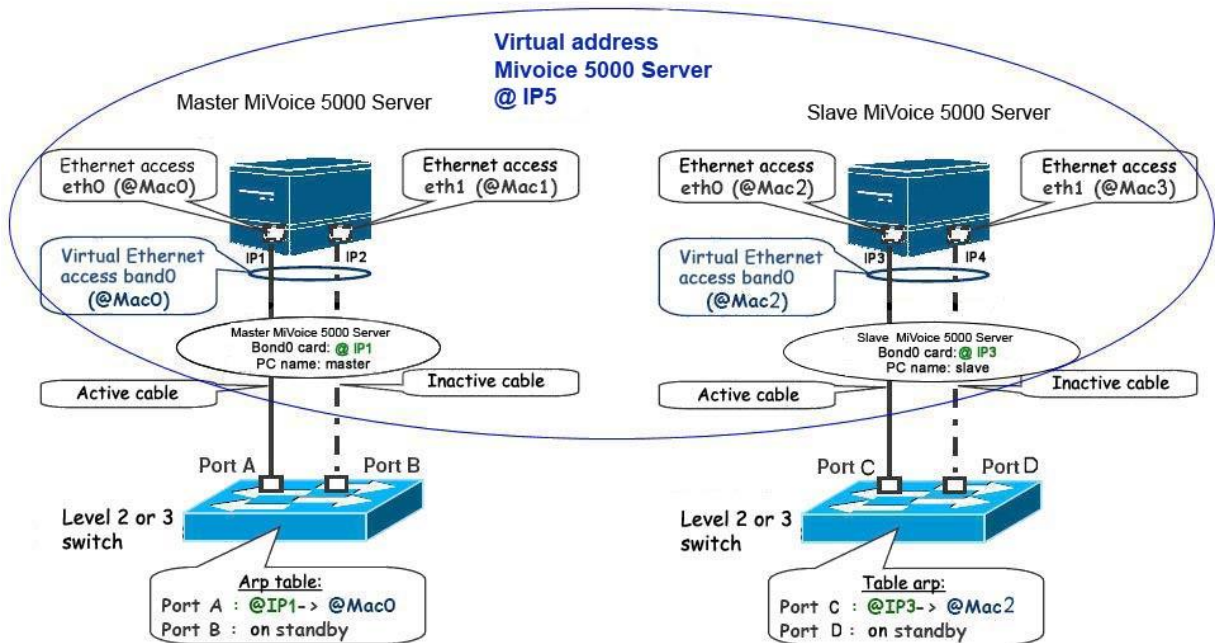 Virtual address
Mivoice 5000 Server
@ IP5
Master MiVoice 5000 Server
Slave MiVoice 5000 Server
Ethernet access
eth0 (@Mac0)
Ethernet access
eth1 (@Mac1)
Ethernet access
eth0 (@Mac2)
Ethernet access
eth1 (@Mac3)
Virtual Ethernet
access band0
(@Mac0)
IP1
IP2
Virtual Ethernet
access band0
(@Mac2)
IP3
IP4
Master MiVoice 5000 Server
Bond0 card: @ IP1
PC name: master
Slave MiVoice 5000 Server
Bond0 card: @ IP3
PC name: slave
Active cable
Inactive cable
Active cable
Inactive cable
Port A
Port B
Port C
Port D
Level 2 or 3
switch
Level 2 or 3
switch
Arp table:
Port A : @IP1-> @Mac0
Port B : on standby
Table arp:
Port C : @IP3-> @Mac2
Port D : on standby